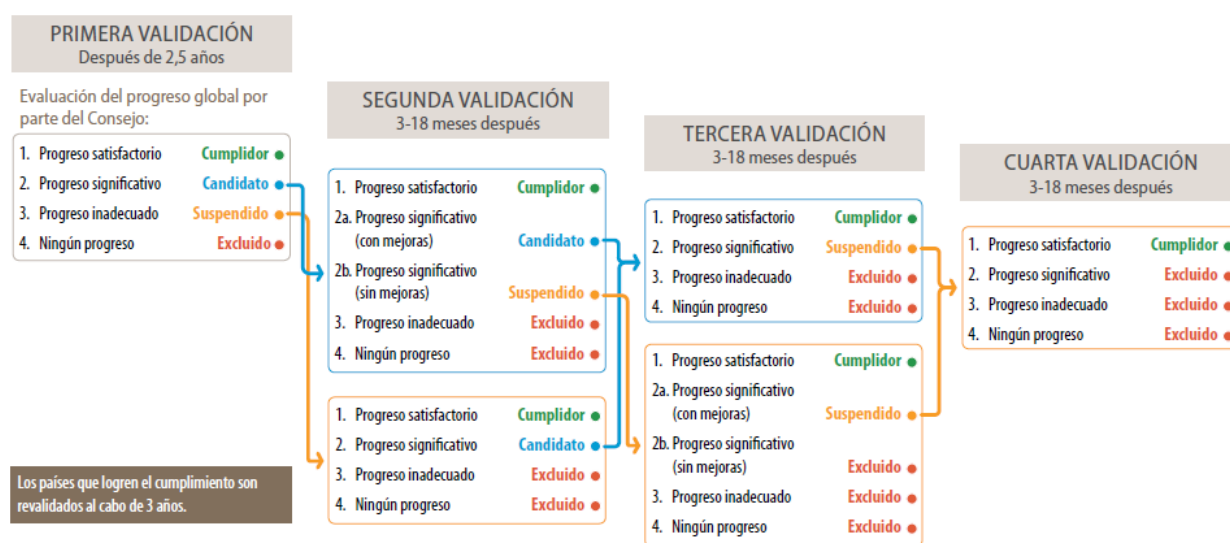 PRIMERA VALIDACIÓN
Después de 2,5 años
Evaluación del progreso global por
parte del Consejo:
1. Progreso satisfactorio Cumplidor
2. Progreso significativo Candidato
3. Progreso inadecuado Suspendido
4. Ningún progreso Excluido
Los países que logren el cumplimiento son
revalidados al cabo de 3 años.
SEGUNDA VALIDACIÓN
3-18 meses después
1. Progreso satisfactorio Cumplidor
2a. Progreso significativo
(con mejoras) Candidato
2b. Progreso significativo
(sin mejoras) Suspendido
3. Progreso inadecuado Excluido
4. Ningún progreso Excluido
1. Progreso satisfactorio Cumplidor
2. Progreso significativo Candidato
3. Progreso inadecuado Excluido
4. Ningún progreso Excluido
TERCERA VALIDACIÓN
3-18 meses después
1. Progreso satisfactorio Cumplidor
2. Progreso significativo Suspendido
3. Progreso inadecuado Excluido
4. Ningún progreso Excluido
1. Progreso satisfactorio Cumplidor
2a. Progreso significativo
(con mejoras) Suspendido
2b. Progreso significativo
(sin mejoras) Excluido
3. Progreso inadecuado Excluido
4. Ningún progreso Excluido
CUARTA VALIDACIÓN
3-18 meses después
1. Progreso satisfactorio Cumplidor
2. Progreso significativo Excluido
3. Progreso inadecuado Excluido
4. Ningún progreso Excluido